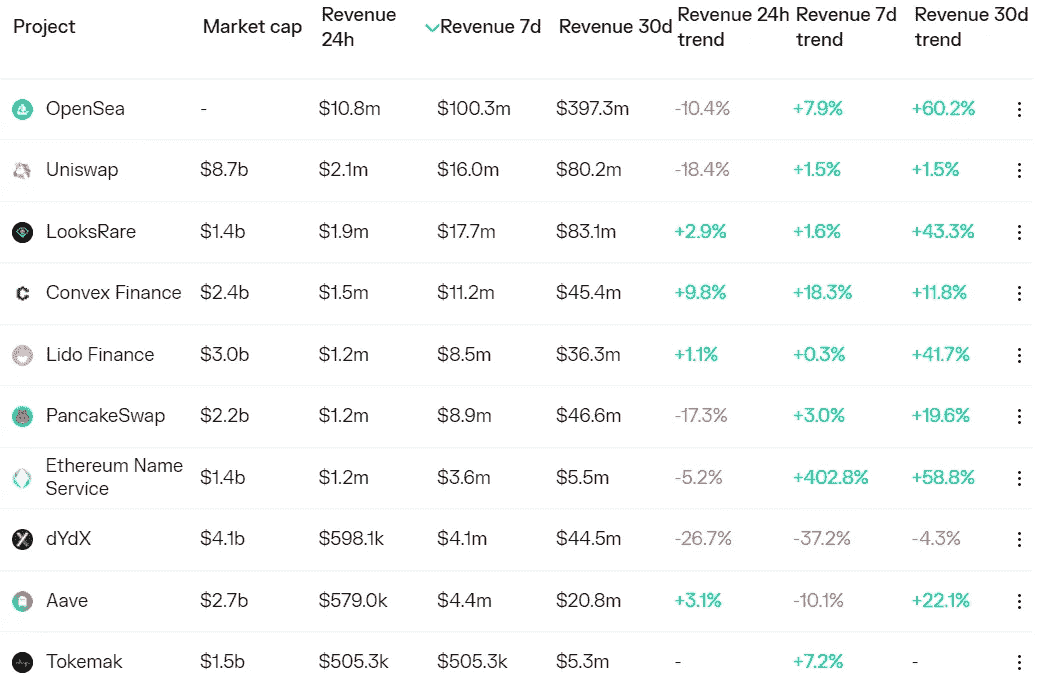 Project Market cap Revenue 24h Revenue 7d Revenue 30d Revenue 24h trend Revenue 7d trend Revenue 30d trend
OpenSea - $10.8m $100.3m $397.3m -10.4% +7.9% +60.2%
Uniswap $8.7b $2.1m $16.0m $80.2m -18.4% +1.5% +1.5%
LooksRare $1.4b $1.9m $17.7m $83.1m +2.9% +1.6% +43.3%
Convex Finance $2.4b $1.5m $11.2m $45.4m +9.8% +18.3% +11.8%
Lido Finance $3.0b $1.2m $8.5m $36.3m +1.1% +0.3% +41.7%
PancakeSwap $2.2b $1.2m $8.9m $46.6m -17.3% +3.0% +19.6%
Ethereum Name Service $1.4b $1.2m $3.6m $5.5m -5.2% +402.8% +58.8%
dYdX $4.1b $598.1k $4.1m $44.5m -26.7% -37.2% -4.3%
Aave $2.7b $579.0k $4.4m $20.8m +3.1% -10.1% +22.1%
Tokemak $1.5b $505.3k $505.3k $5.3m - +7.2% -